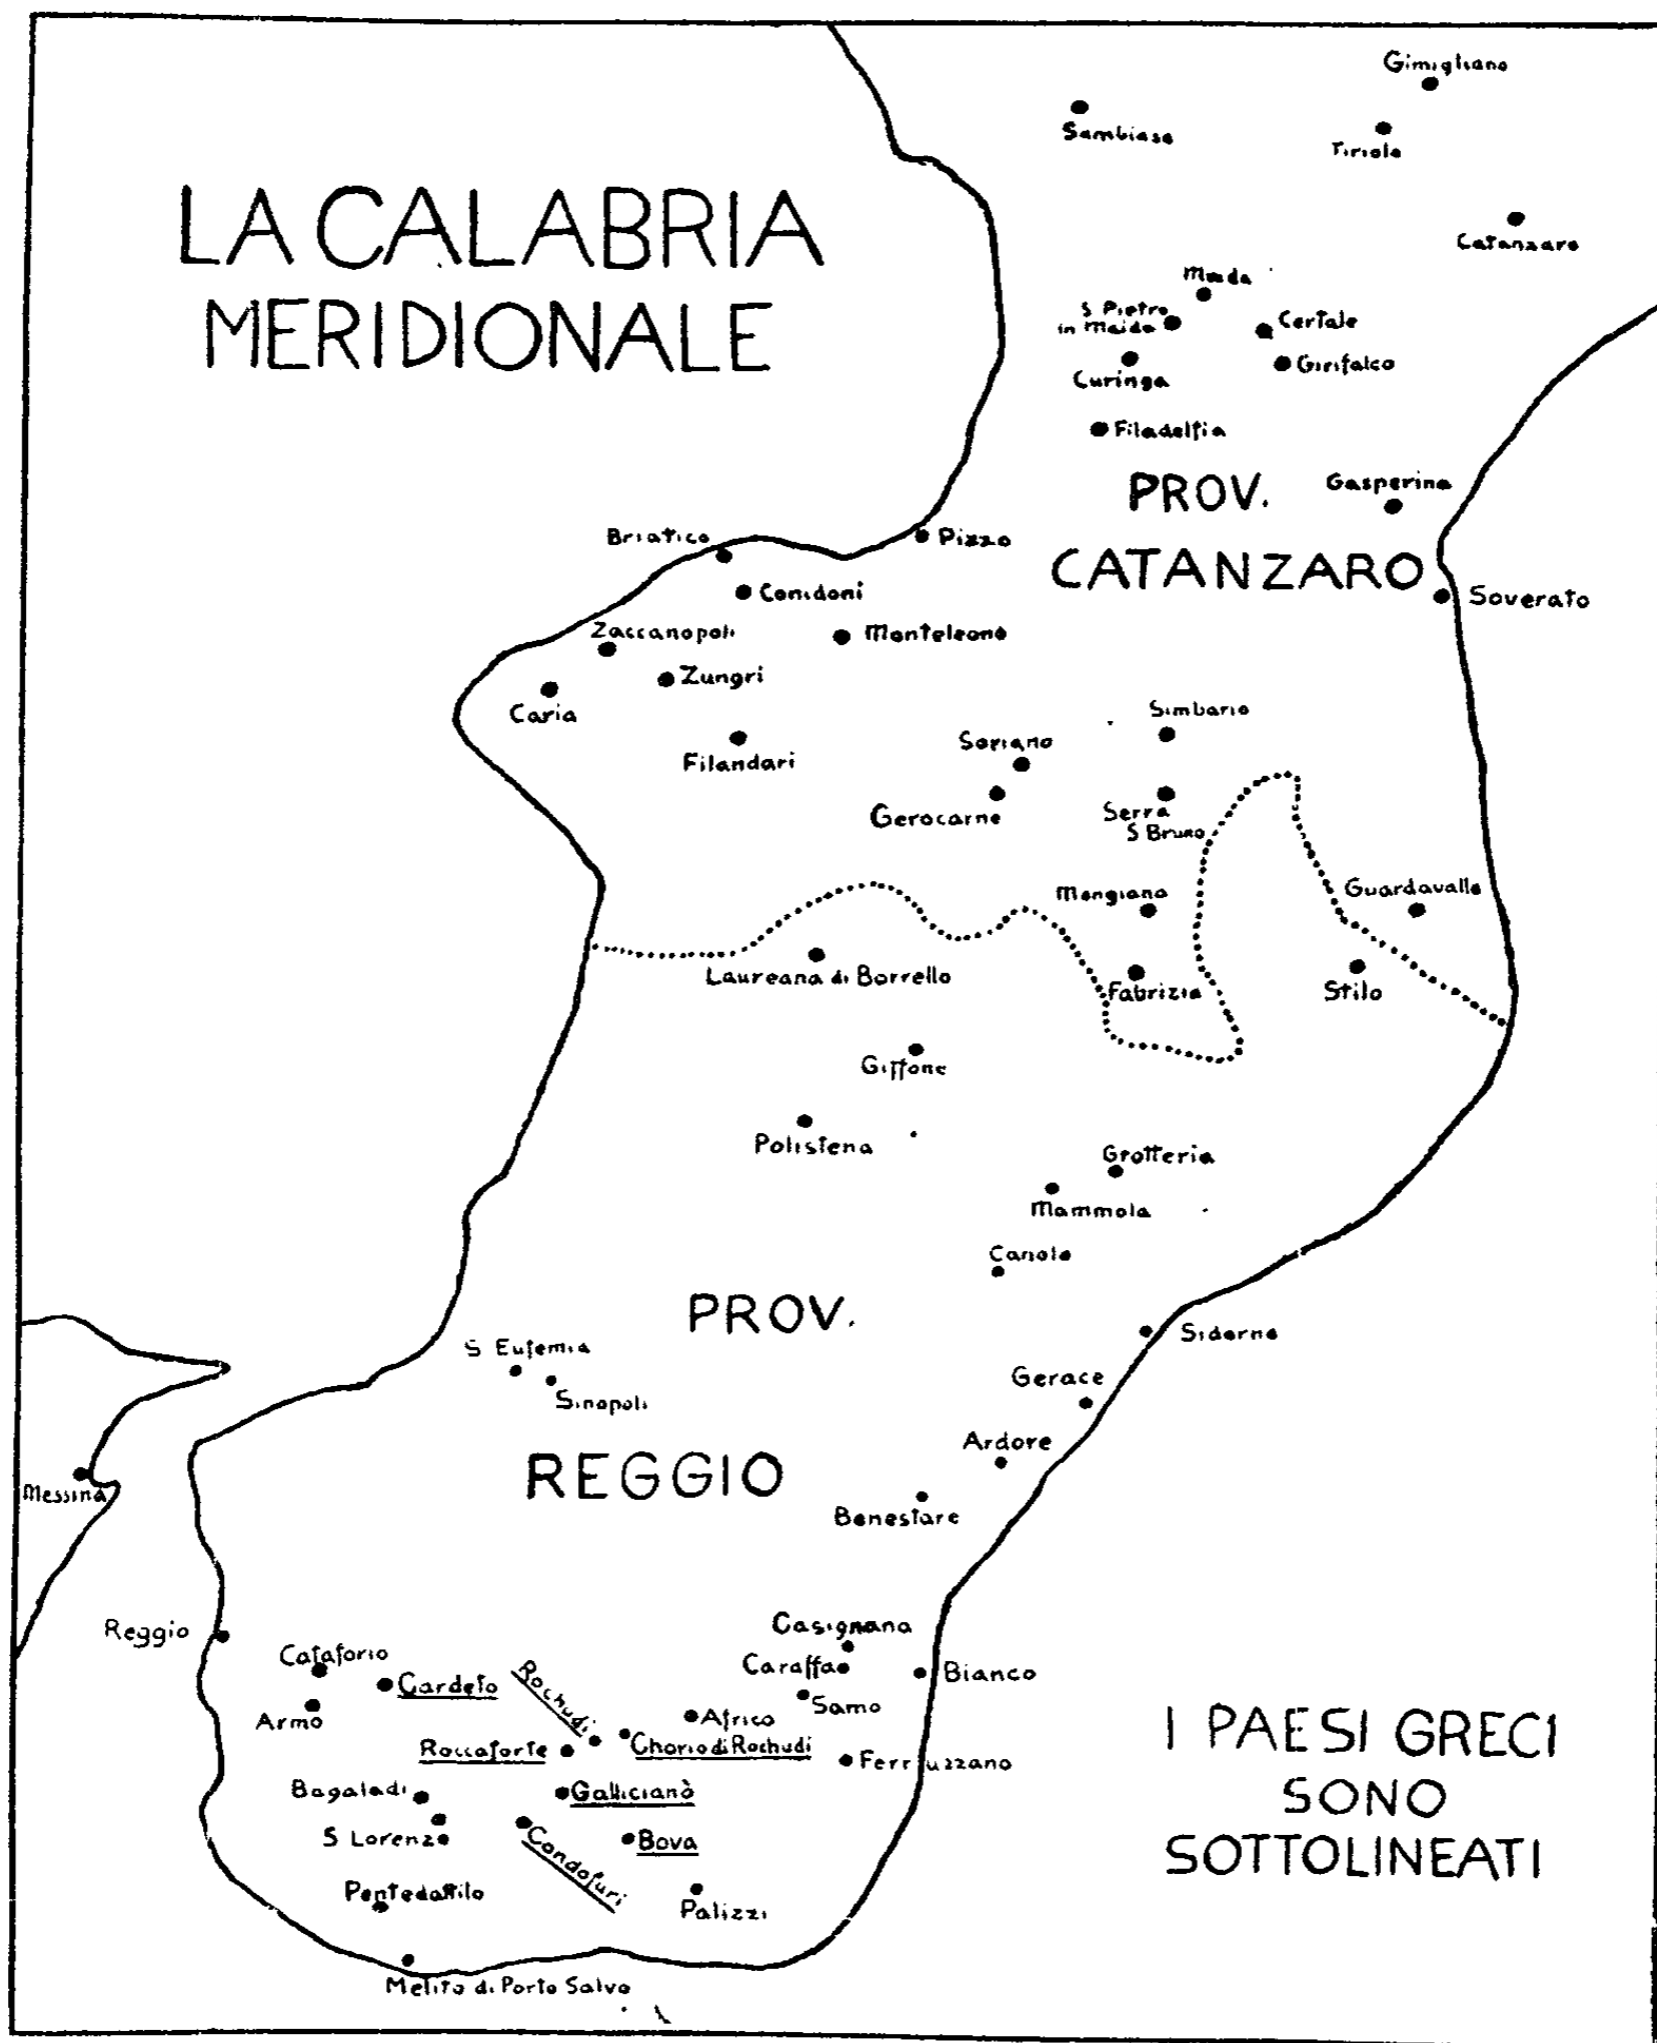 LA CALABRIA
MERIDIONALE
Gimigliano
Sambiase
Tiriolo
Catanzaro
Maida
S Pietro
in Maida
Cortale
Girifalco
Curinga
Filadelfia
PROV.
CATANZARO
Gasperina
Soverato
Briatico
Pizzo
Conidoni
Zaccanopoli
Monteleone
Zungri
Caria
Filandari
Simbario
Soriano
Gerocarne
Serra
S Bruno
Mongiana
Guardavalle
Laureana di Borrello
Fabrizia
Stilo
Giffone
Polistena
Grotteria
Mammola
Canolo
PROV.
REGGIO
Siderno
S Eufemia
Sinopoli
Gerace
Ardore
Messina
Benestare
Reggio
Casignana
Cataforio
Caraffa
Bianco
Cardeto
Rochudi
Samo
Armo
Africo
Roccaforte
Chorio di Rochudi
Ferruzzano
Bagaladi
Gallicianò
S Lorenzo
Condofuri
Bova
Pentedattilo
Palizzi
Melito di Porto Salvo
I PAESI GRECI
SONO
SOTTOLINEATI